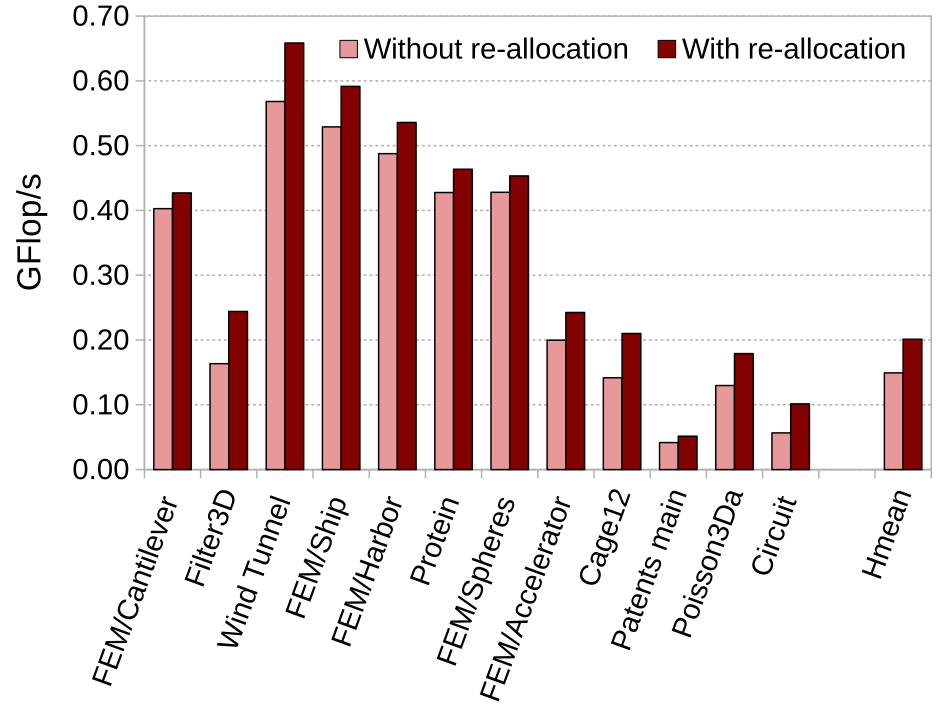 0.70
Without re-allocation
With re-allocation
0.60
0.50
0.40
0.30
0.20
0.10
0.00
GFlop/s
FEM/Cantilever
Filter3D
Wind Tunnel
FEM/Ship
FEM/Harbor
Protein
FEM/Spheres
FEM/Accelerator
Cage12
Patents main
Poisson3Da
Circuit
Hmean